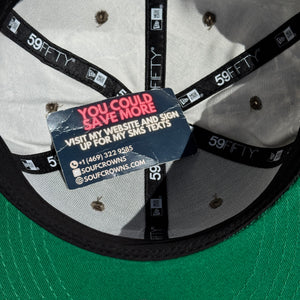 59FIFTY
59FIFTY
YOU COULD
SAVE MORE
VISIT MY WEBSITE AND SIGN
UP FOR MY SMS TEXTS
+1 (469) 322 9585
SOUFCROWNS
SOUFCROWNS.COM
59FIFTY
59FIFTY